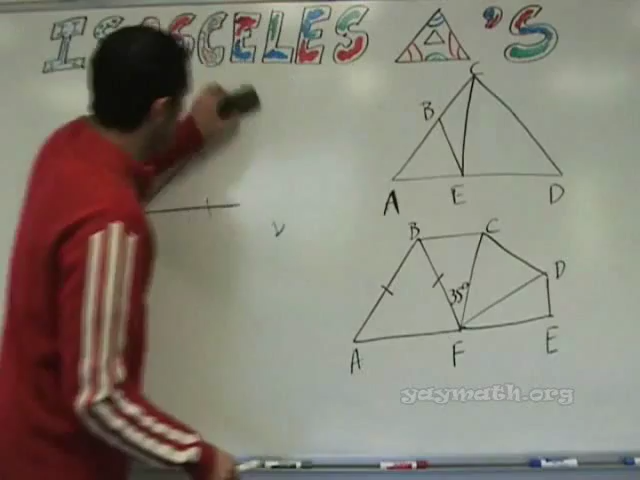 ISOSCELES Δ'S
C
B
A E D
V
B C
35°
D
A F E
yaymath.org